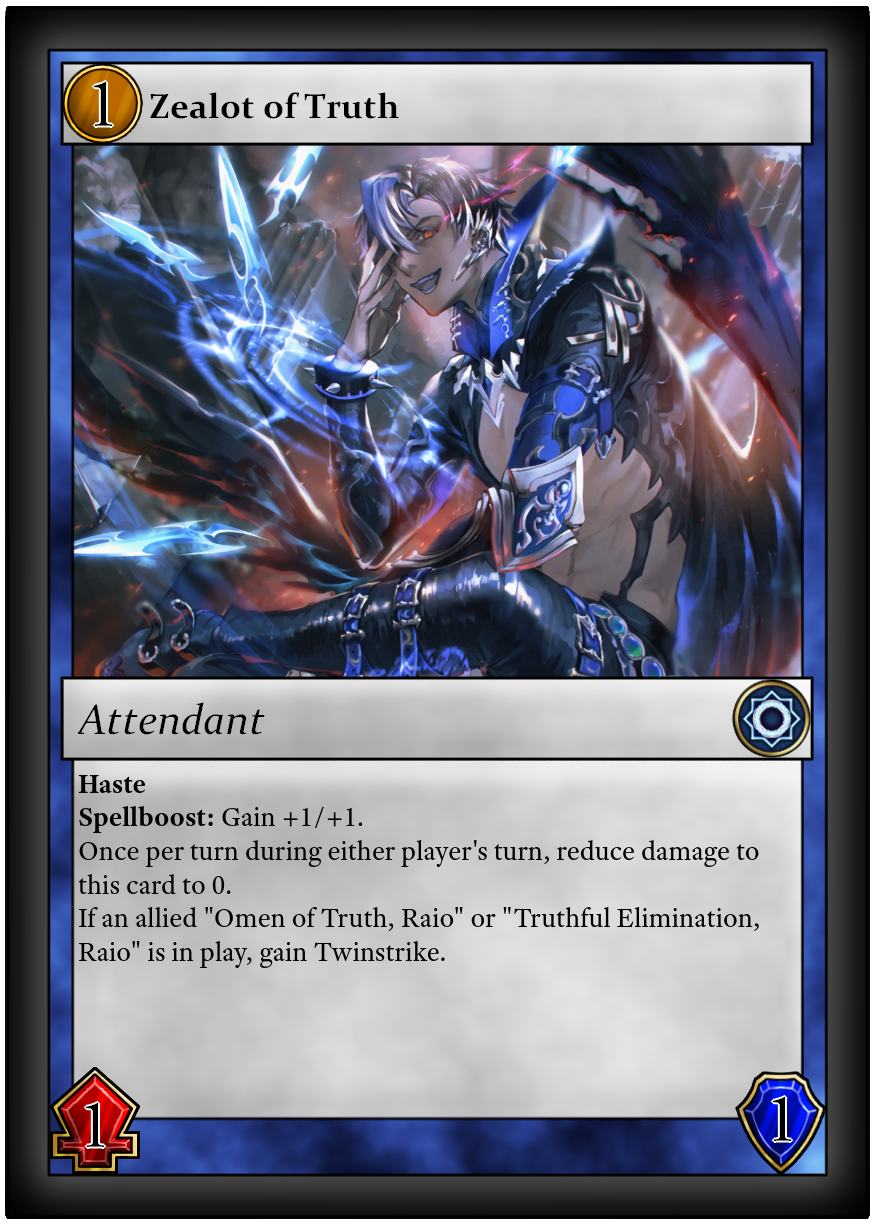 1 Zealot of Truth
Attendant
Haste
Spellboost: Gain +1/+1.
Once per turn during either player's turn, reduce damage to
this card to 0.
If an allied "Omen of Truth, Raio" or "Truthful Elimination,
Raio" is in play, gain Twinstrike.
1 1